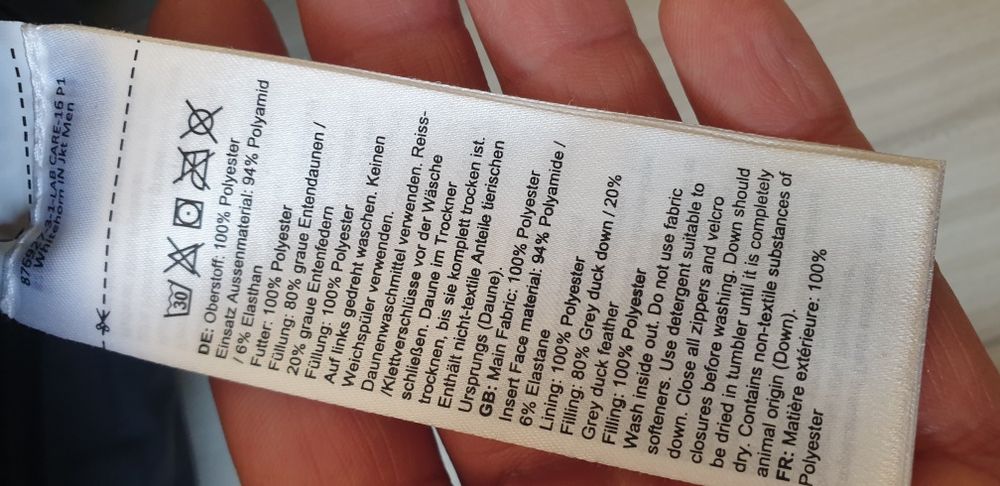 3-1-LAB CARE-16 P1
Whitehorn IN Jkt Men
30
DE: Oberstoff: 100% Polyester
Einsatz Aussenmaterial: 94% Polyamid
/ 6% Elasthan
Futter: 100% Polyester
Füllung: 80% graue Entendaunen /
20% graue Entenfedern
Füllung: 100% Polyester
Auf links gedreht waschen. Keinen
Weichspüler verwenden.
Daunenwaschmittel verwenden. Reiss-
/Klettverschlüsse vor der Wäsche
schließen. Daune im Trockner
trocknen, bis sie komplett trocken ist.
Enthält nicht-textile Anteile tierischen
Ursprungs (Daune).
GB: Main Fabric: 100% Polyester
Insert Face material: 94% Polyamide /
6% Elastane
Lining: 100% Polyester
Filling: 80% Grey duck down / 20%
Grey duck feather
Filling: 100% Polyester
Wash inside out. Do not use fabric
softeners. Use detergent suitable to
down. Close all zippers and velcro
closures before washing. Down should
be dried in tumbler until it is completely
dry. Contains non-textile substances of
animal origin (Down).
FR: Matière extérieure: 100%
Polyester